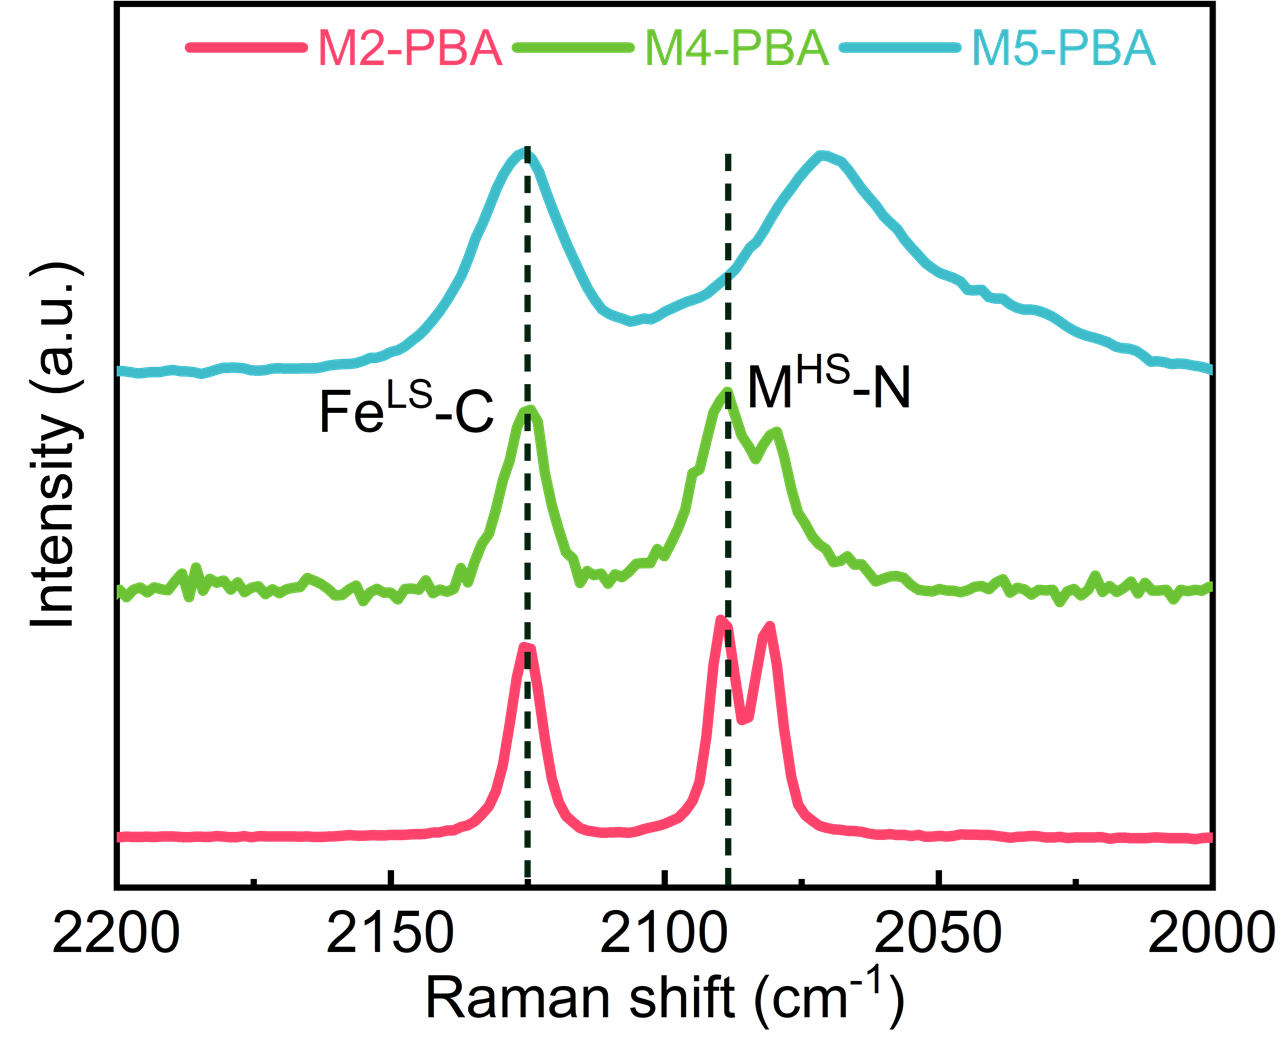 M2-PBA M4-PBA M5-PBA
Fe^LS-C
M^HS-N
Intensity (a.u.)
2200 2150 2100 2050 2000
Raman shift (cm^-1)